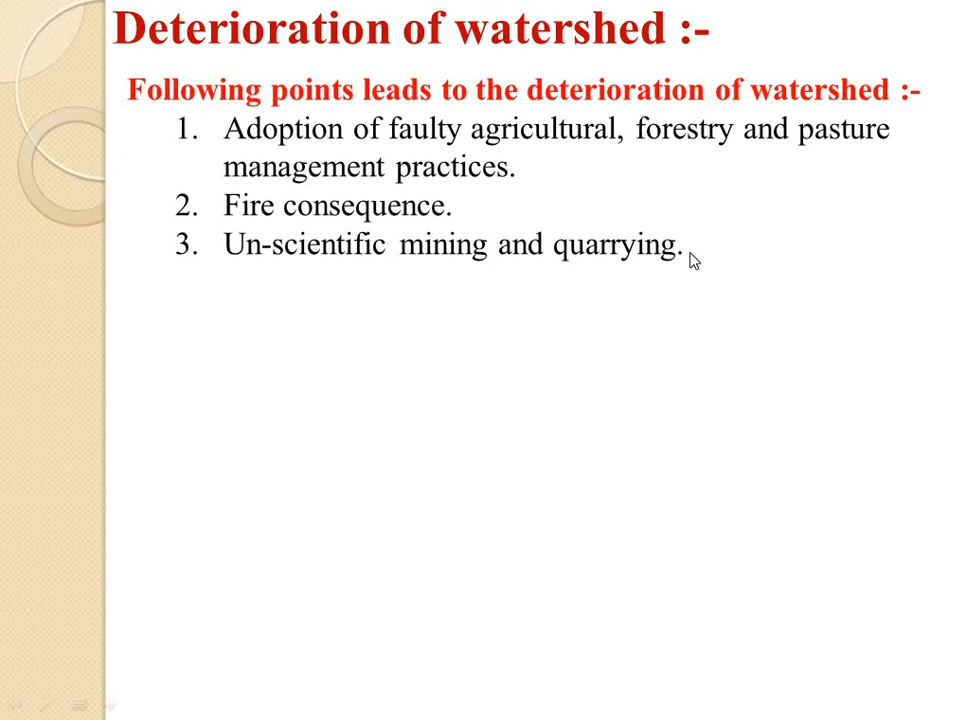 Deterioration of watershed :-
Following points leads to the deterioration of watershed :-
1. Adoption of faulty agricultural, forestry and pasture
management practices.
2. Fire consequence.
3. Un-scientific mining and quarrying.